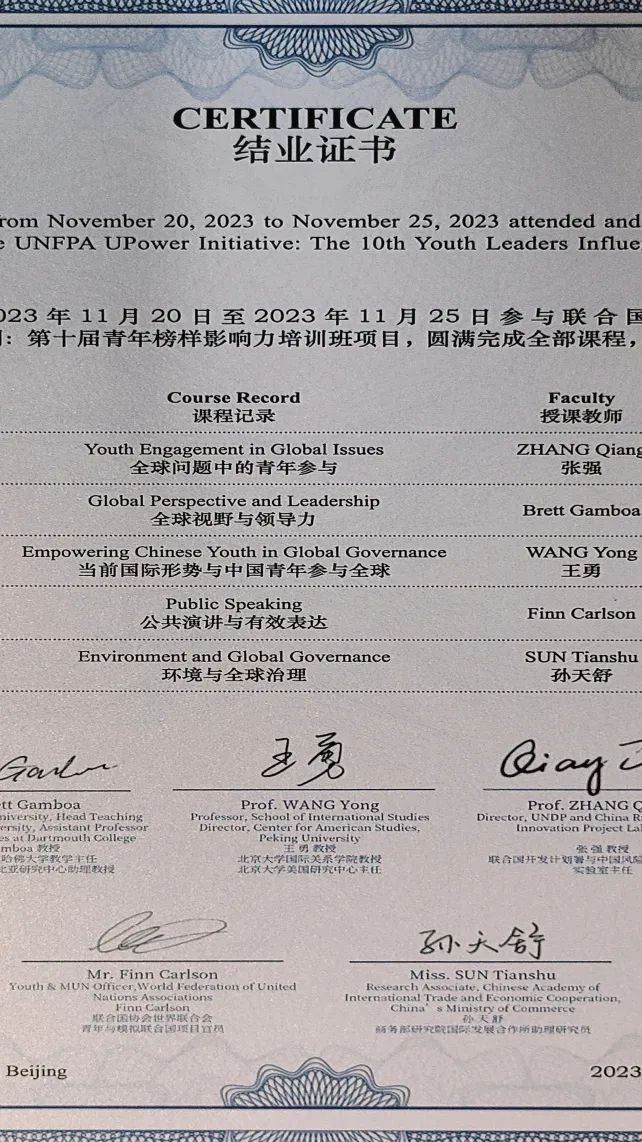 CERTIFICATE
结业证书
from November 20, 2023 to November 25, 2023 attended and
UNFPA UPower Initiative: The 10th Youth Leaders
023 年 11 月 20 日 至 2023 年 11 月 25 日 参 与 联 合 国
：第十届青年榜样影响力培训班项目，圆满完成全部课程，
Course Record
Faculty
课程记录
授课教师
Youth Engagement in Global Issues
ZHANG Qiang
全球问题中的青年参与
张强
Global Perspective and Leadership
全球视野与领导力
Brett Gamboa
Empowering Chinese Youth in Global Governance
WANG Yong
当前国际形势与中国青年参与全球
王勇
Public Speaking
公共演讲与有效表达
Finn Carlson
Environment and Global Governance
SUN Tianshu
环境与全球治理
孙天舒
王勇
Qiang
ett Gamboa
Prof. WANG Yong
Prof. ZHANG Q
niversity, Head Teaching
Professor, School of International Studies
Director, UNDP and China Ri
ersity, Assistant Professor
Director, Center for American Studies,
Innovation Project Lab
es at Dartmouth College
Peking University
mboa 教授
王 勇 教授
张 强 教授
哈佛大学教学主任
北京大学国际关系学院教授
联合国开发计划署与中国风险
比亚研究中心助理教授
北京大学美国研究中心主任
实验室主任
孙天舒
Mr. Finn Carlson
Miss. SUN Tianshu
Youth & MUN Officer,World Federation of United
Research Associate, Chinese Academy of
Nations Associations
International Trade and Economic Cooperation,
Finn Carlson
China's Ministry of Commerce
联合国协会世界联合会
孙 天 舒
青年与模拟联合国项目官员
商务部研究院国际发展合作所助理研究员
Beijing
2023